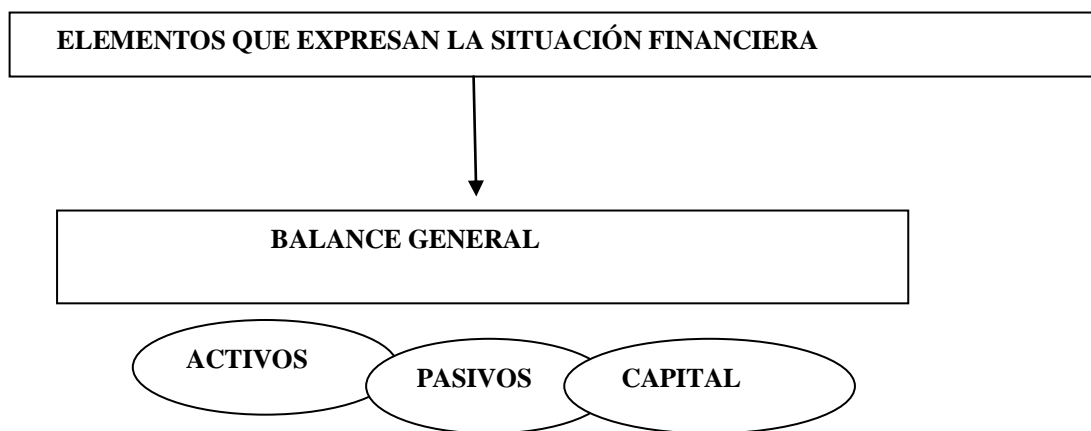 ELEMENTOS QUE EXPRESAN LA SITUACIÓN FINANCIERA
BALANCE GENERAL
ACTIVOS
PASIVOS
CAPITAL